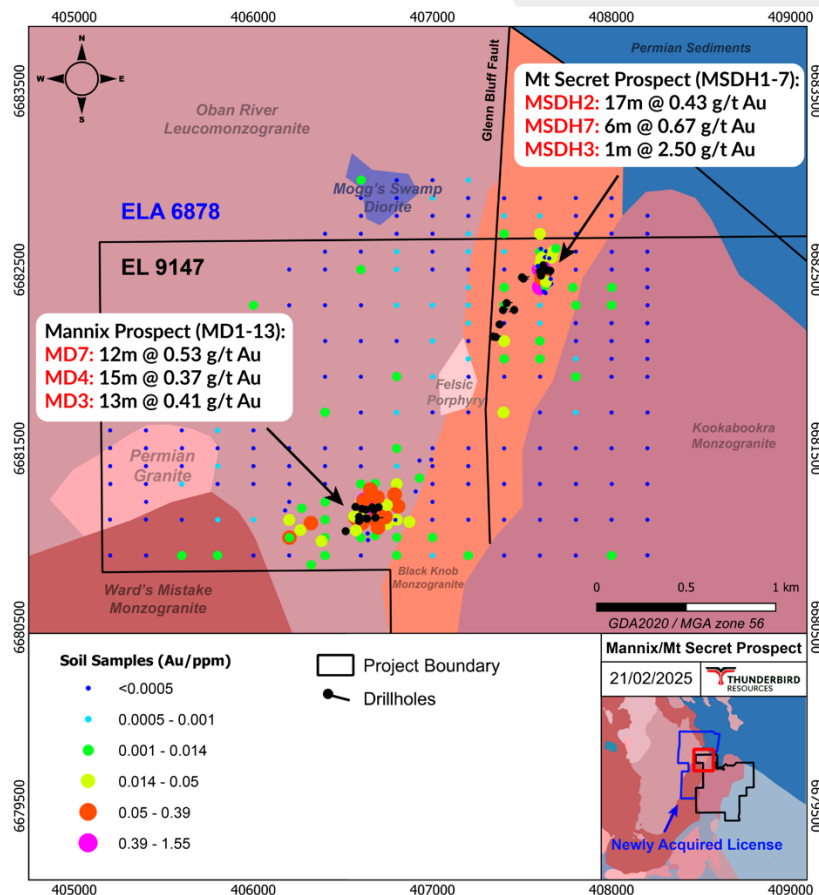 405000
406000
407000
408000
409000
N
W
E
S
6683500
6683500
Permian Sediments
Glenn Bluff Fault
Mt Secret Prospect (MSDH1-7):
MSDH2: 17m @ 0.43 g/t Au
MSDH7: 6m @ 0.67 g/t Au
MSDH3: 1m @ 2.50 g/t Au
Oban River
Leucomonzogranite
Mogg's Swamp
Diorite
ELA 6878
EL 9147
6682500
6682500
Mannix Prospect (MD1-13):
MD7: 12m @ 0.53 g/t Au
MD4: 15m @ 0.37 g/t Au
MD3: 13m @ 0.41 g/t Au
Felsic
Porphyry
Kookabookra
Monzogranite
6681500
6681500
Permian
Granite
Black Knob
Monzogranite
Ward's Mistake
Monzogranite
0
0.5
1 km
GDA2020 / MGA zone 56
6680500
6680500
Soil Samples (Au/ppm)
<0.0005
0.0005 - 0.001
0.001 - 0.014
0.014 - 0.05
0.05 - 0.39
0.39 - 1.55
Project Boundary
Drillholes
Mannix/Mt Secret Prospect
21/02/2025
THUNDERBIRD
RESOURCES
Newly Acquired License
6679500
6679500
405000
406000
407000
408000
409000